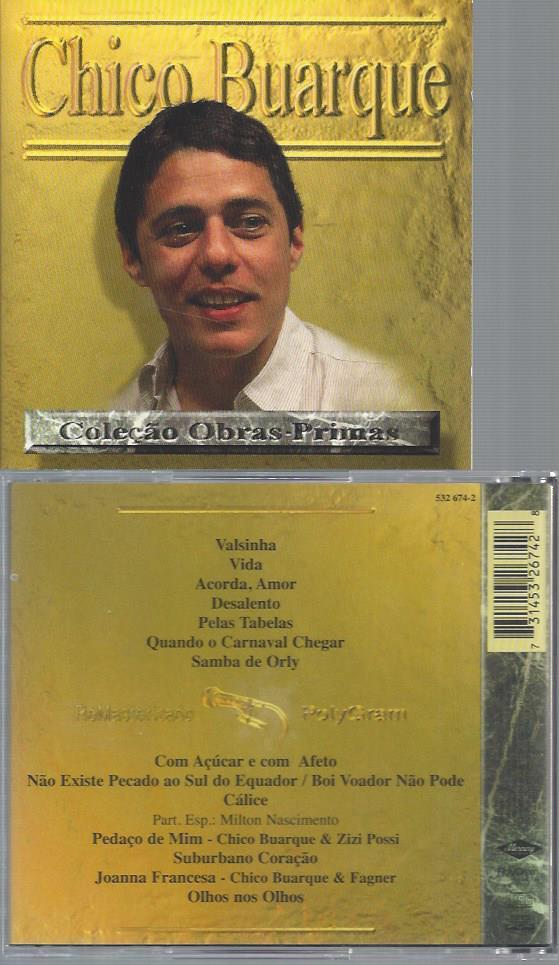 Chico Buarque
Coleção Obras-Primas
532 674-2
Valsinha
Vida
Acorda, Amor
Desalento
Pelas Tabelas
Quando o Carnaval Chegar
Samba de Orly
ReMasterizado PolyGram
Com Açúcar e com Afeto
Não Existe Pecado ao Sul do Equador / Boi Voador Não Pode
Cálice
Part. Esp.: Milton Nascimento
Pedaço de Mim - Chico Buarque & Zizi Possi
Suburbano Coração
Joanna Francesa - Chico Buarque & Fagner
Olhos nos Olhos
7 31453 26742 8
Mercury